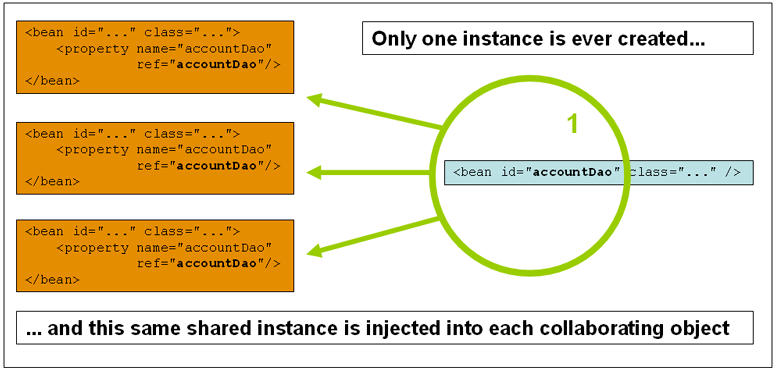 <bean id="..." class="...">
<property name="accountDao"
ref="accountDao"/>
</bean>
Only one instance is ever created...
<bean id="..." class="...">
<property name="accountDao"
ref="accountDao"/>
</bean>
1
<bean id="accountDao" class="..." />
<bean id="..." class="...">
<property name="accountDao"
ref="accountDao"/>
</bean>
... and this same shared instance is injected into each collaborating object